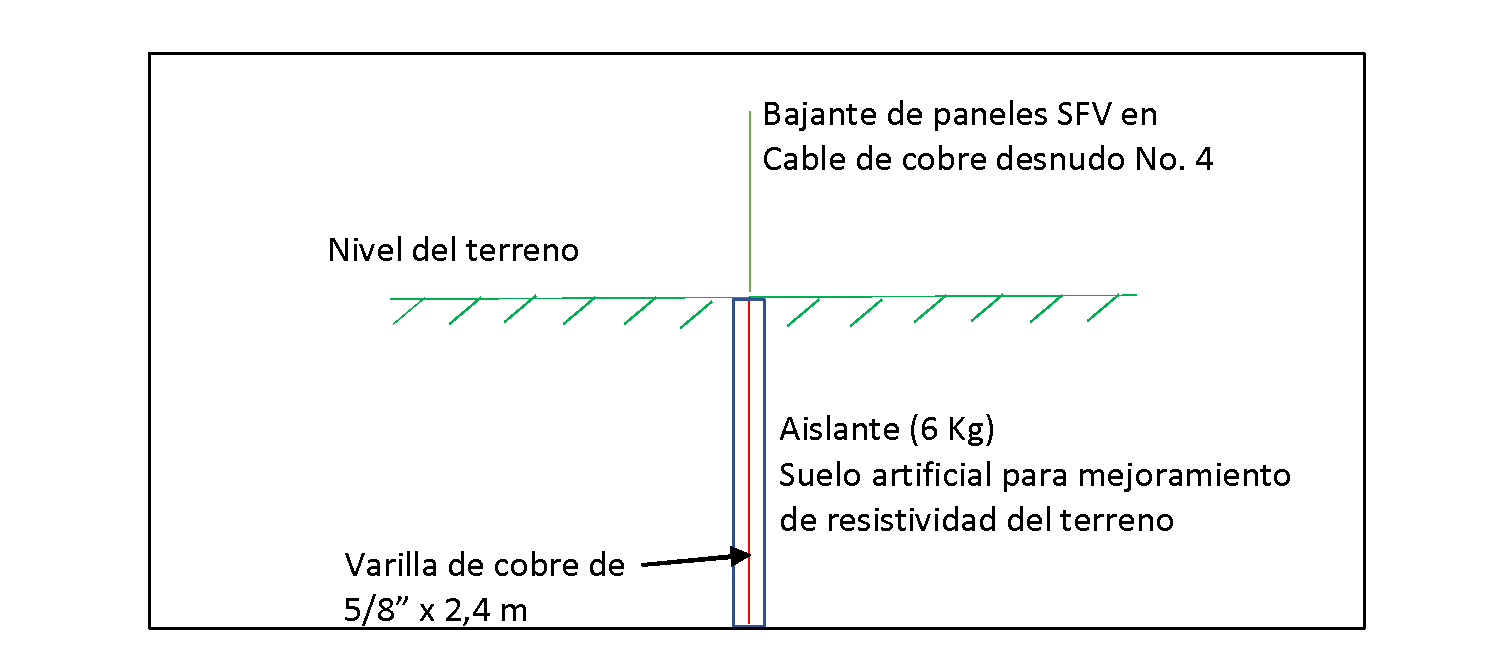 Bajante de paneles SFV en
Cable de cobre desnudo No. 4
Nivel del terreno
Aislante (6 Kg)
Suelo artificial para mejoramiento
de resistividad del terreno
Varilla de cobre de
5/8” x 2,4 m